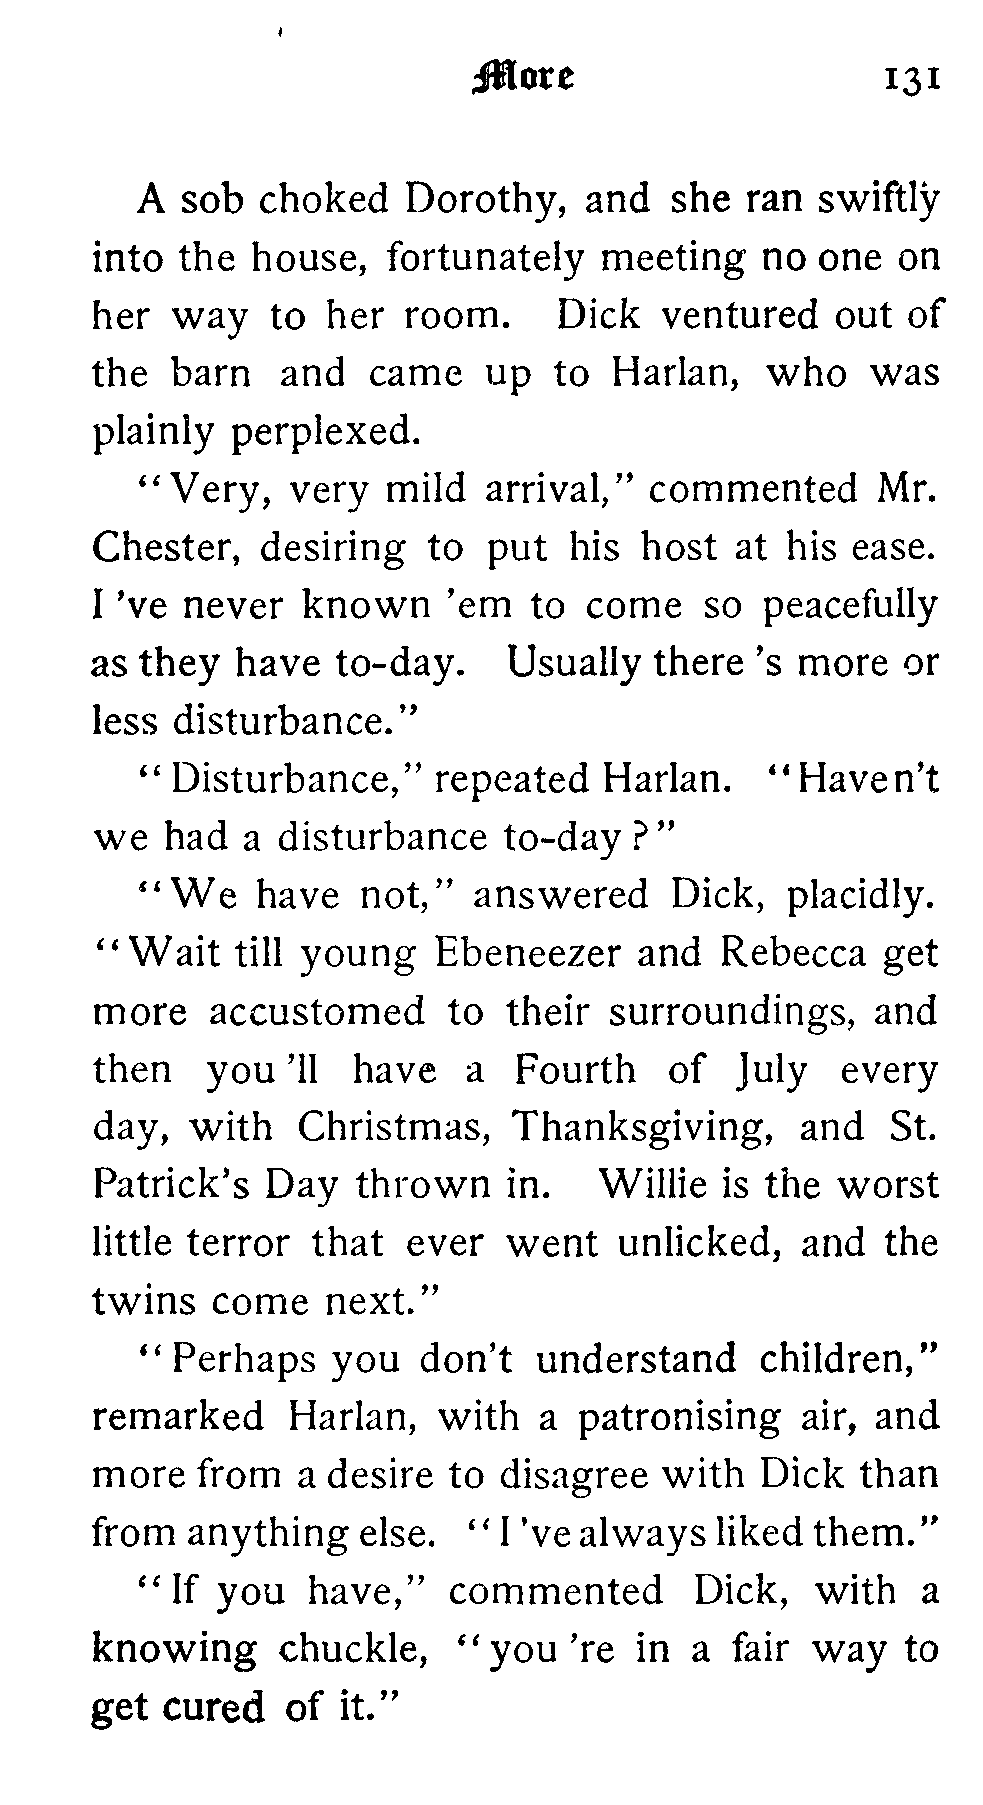 More 131
A sob choked Dorothy, and she ran swiftly
into the house, fortunately meeting no one on
her way to her room. Dick ventured out of
the barn and came up to Harlan, who was
plainly perplexed.
"Very, very mild arrival," commented Mr.
Chester, desiring to put his host at his ease.
I 've never known 'em to come so peacefully
as they have to-day. Usually there 's more or
less disturbance."
"Disturbance," repeated Harlan. "Haven't
we had a disturbance to-day?"
"We have not," answered Dick, placidly.
"Wait till young Ebeneezer and Rebecca get
more accustomed to their surroundings, and
then you 'll have a Fourth of July every
day, with Christmas, Thanksgiving, and St.
Patrick's Day thrown in. Willie is the worst
little terror that ever went unlicked, and the
twins come next."
"Perhaps you don't understand children,"
remarked Harlan, with a patronising air, and
more from a desire to disagree with Dick than
from anything else. "I 've always liked them."
"If you have," commented Dick, with a
knowing chuckle, "you 're in a fair way to
get cured of it."